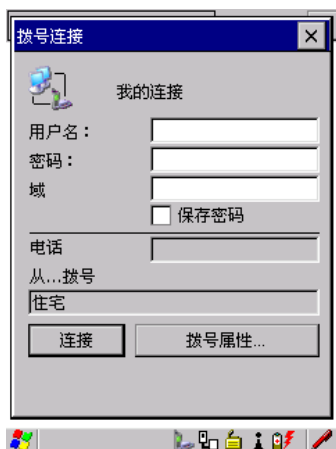 拨号连接
我的连接
用户名：
密码：
域
保存密码
电话
从...拨号
住宅
连接
拨号属性...